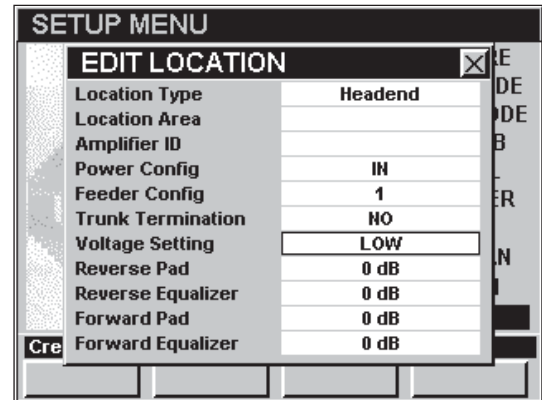 SETUP MENU
EDIT LOCATION
Location Type Headend
Location Area
Amplifier ID
Power Config IN
Feeder Config 1
Trunk Termination NO
Voltage Setting LOW
Reverse Pad 0 dB
Reverse Equalizer 0 dB
Forward Pad 0 dB
Forward Equalizer 0 dB